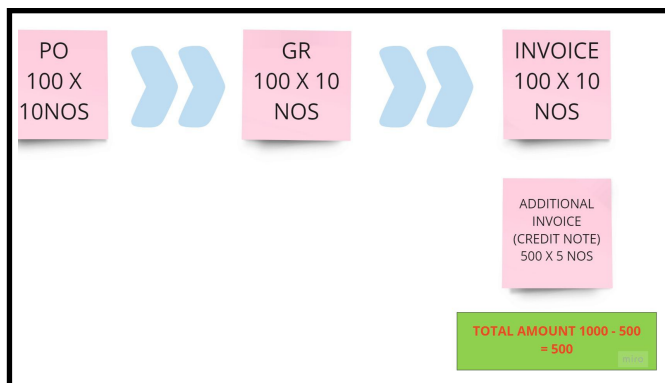 PO
100 X
10NOS
GR
100 X 10
NOS
INVOICE
100 X 10
NOS
ADDITIONAL
INVOICE
(CREDIT NOTE)
500 X 5 NOS
TOTAL AMOUNT 1000 - 500
= 500
miro